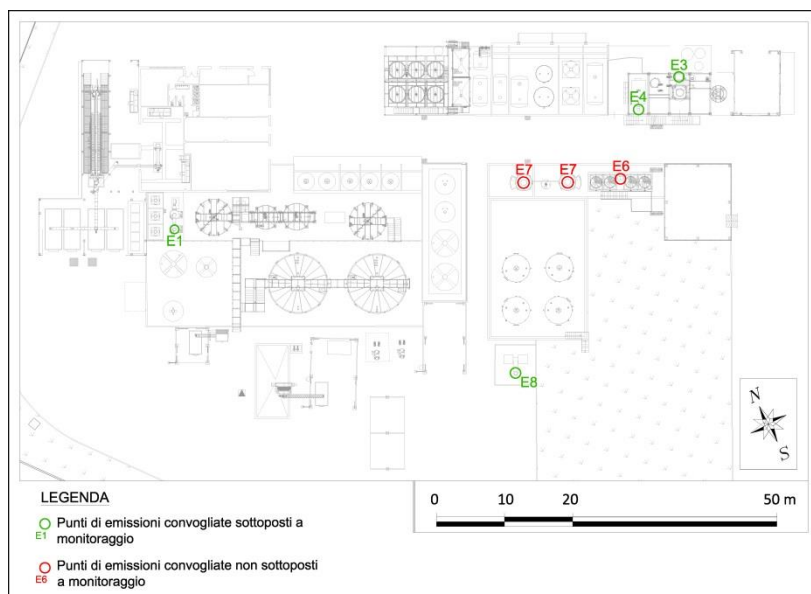 E3
E4
E7 E7 E6
E1
E8
N
S
LEGENDA
E1 Punti di emissioni convogliate sottoposti a
monitoraggio
E6 Punti di emissioni convogliate non sottoposti
a monitoraggio
0 10 20 50 m